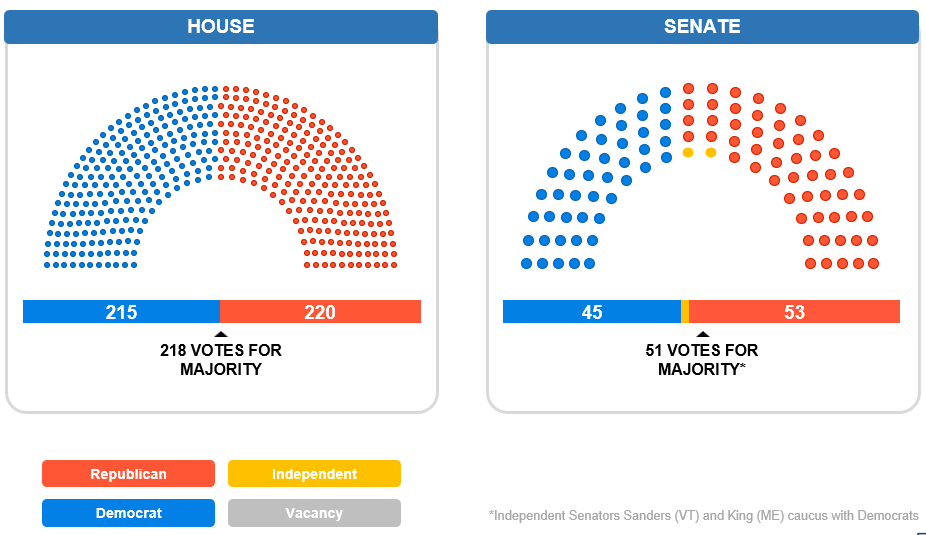 HOUSE
215 220
218 VOTES FOR
MAJORITY
SENATE
45 53
51 VOTES FOR
MAJORITY*
Republican
Independent
Democrat
Vacancy
*Independent Senators Sanders (VT) and King (ME) caucus with Democrats